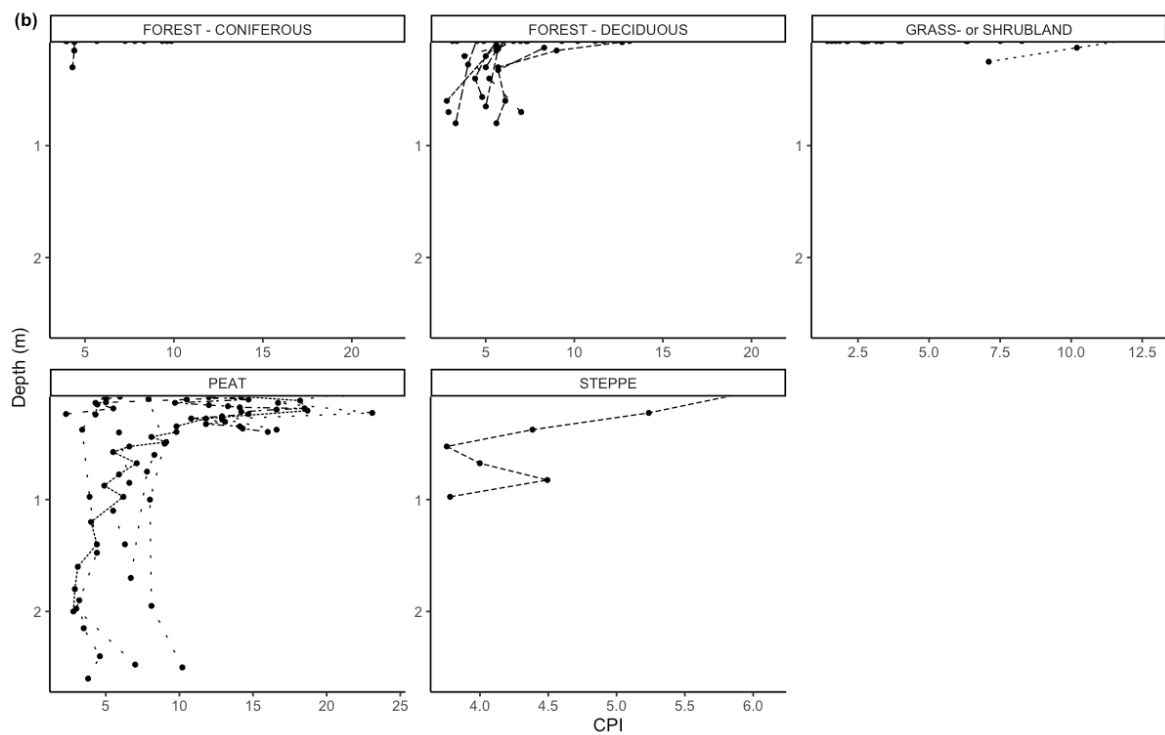 (b)
FOREST - CONIFEROUS
FOREST - DECIDUOUS
GRASS- or SHRUBLAND
1
1
1
2
2
2
5 10 15 20
5 10 15 20
2.5 5.0 7.5 10.0 12.5
Depth (m)
PEAT
STEPPE
1
1
2
2
5 10 15 20 25
4.0 4.5 5.0 5.5 6.0
CPI